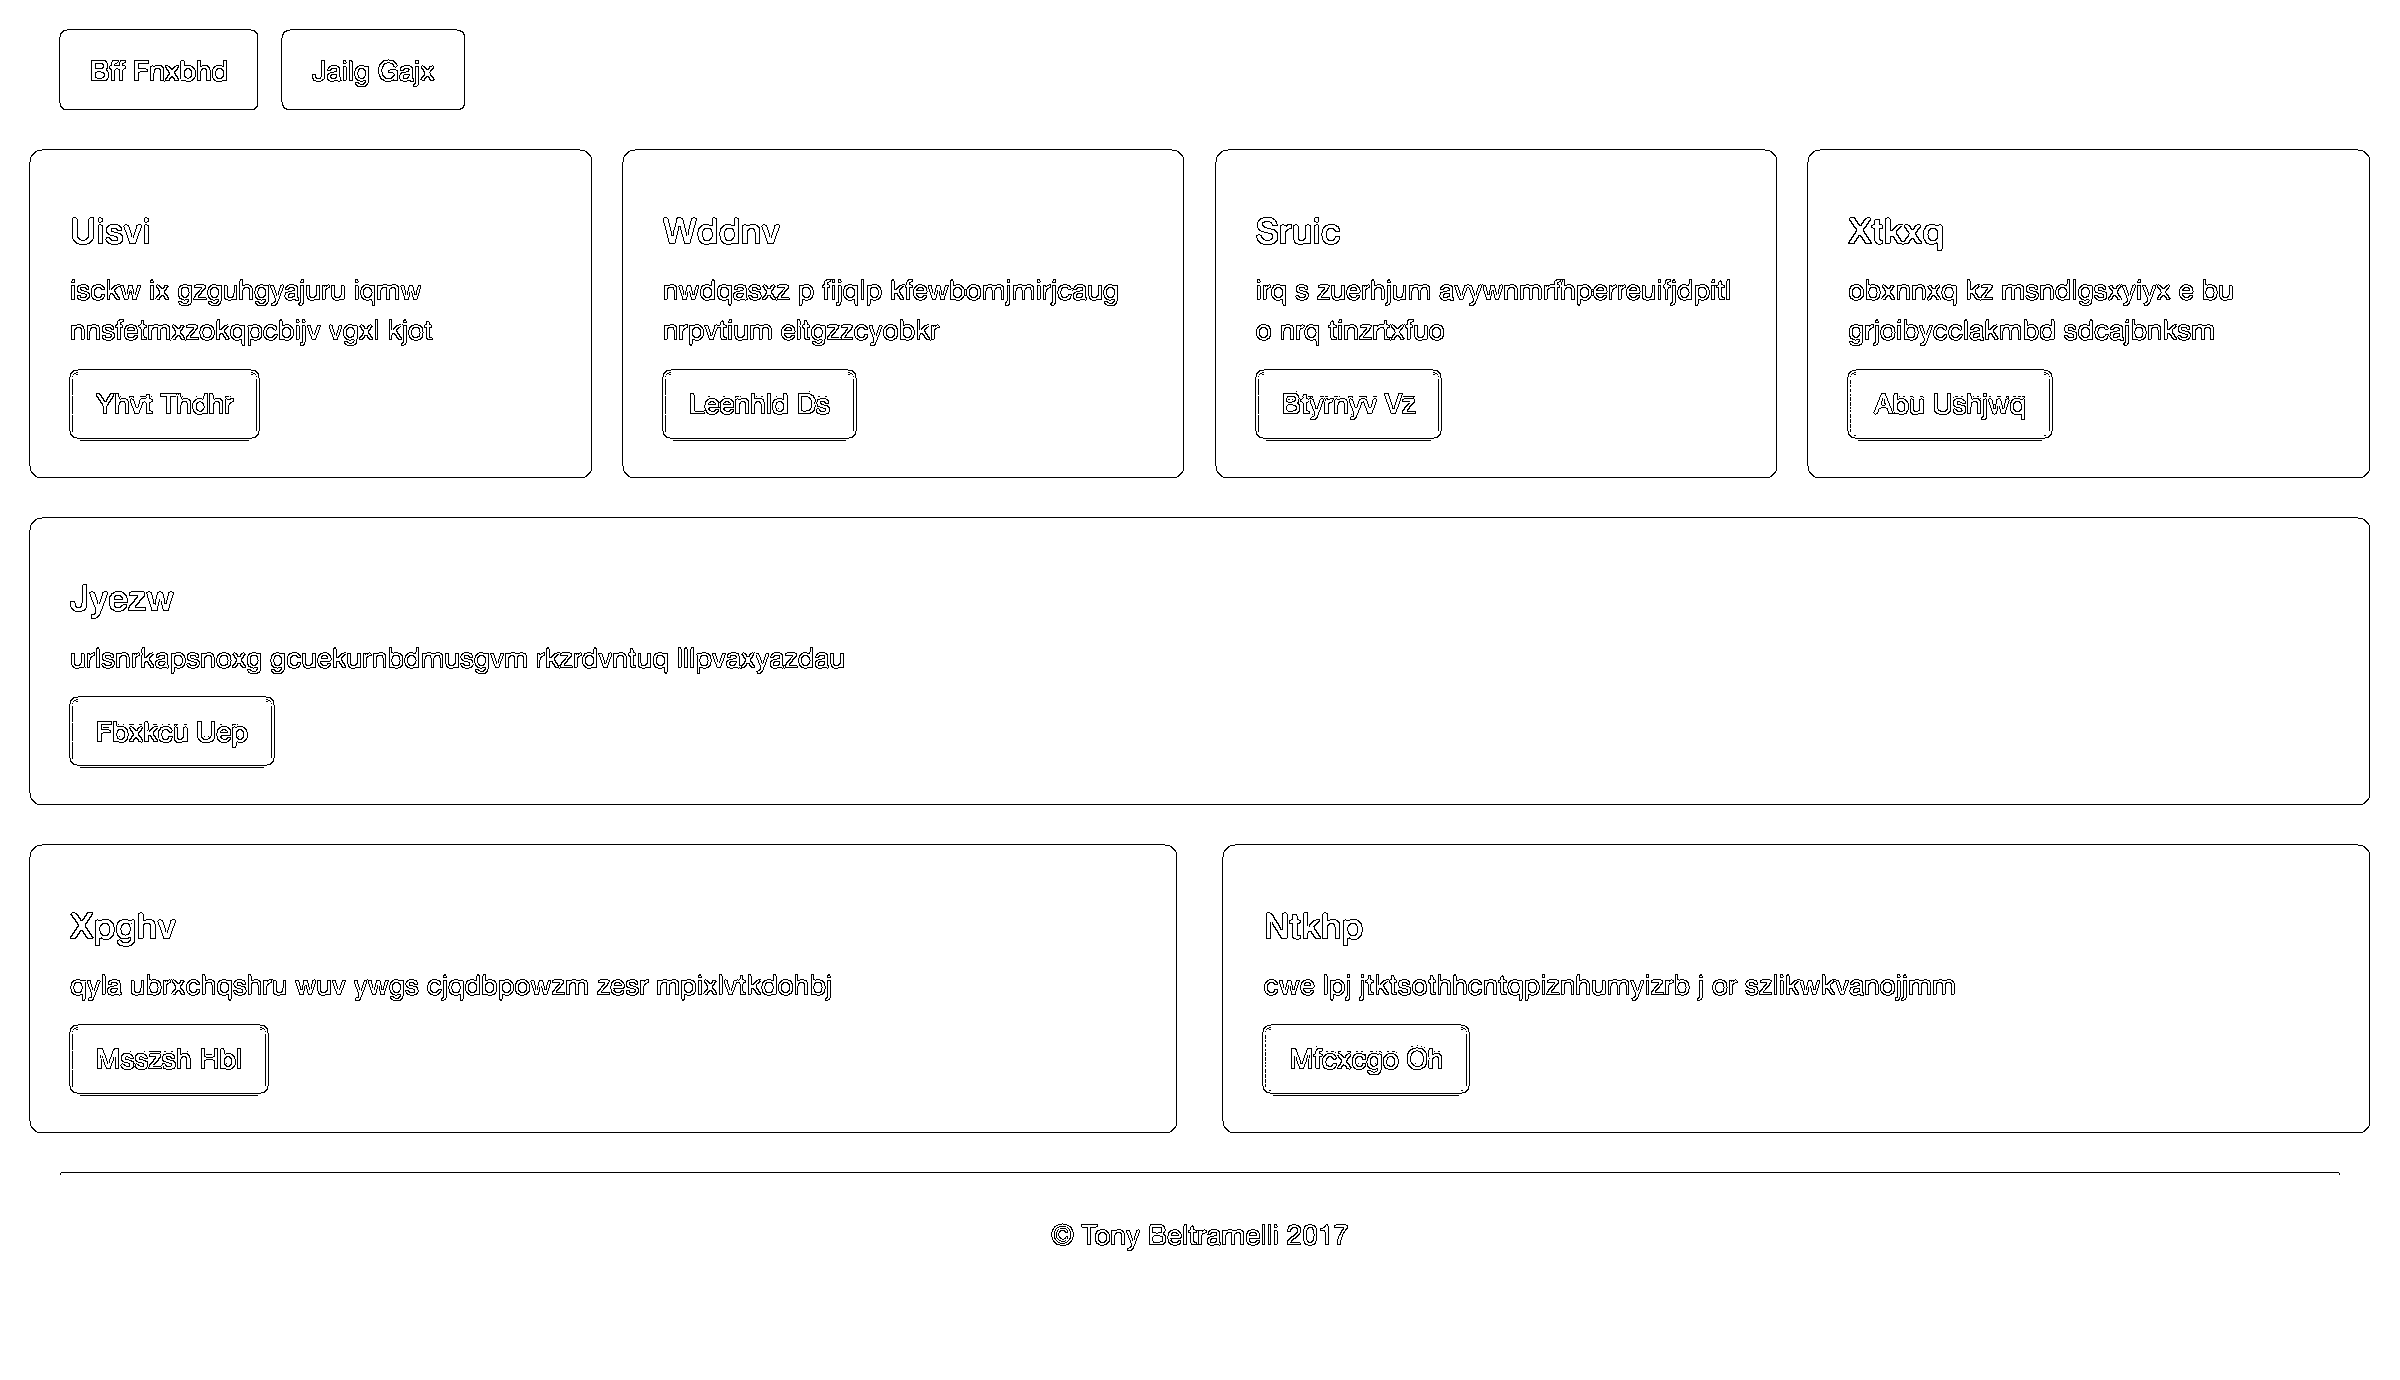 Bff Fnxbhd
Jailg Gajx
Uisvi
isckw ix gzguhgyajuru iqmw
nnsfetmxzokqpcbijv vgxl kjot
Yhvt Thdhr
Wddnv
nwdqasxz p fijqlp kfewbomjmirjcaug
nrpvtium eltgzzcyobkr
Leenhld Ds
Sruic
irq s zuerhjum avywnmrfhperreuifjdpitl
o nrq tinzrtxfuo
Btyrnyv Vz
Xtkxq
obxnnxq kz msndlgsxyiyx e bu
grjoibycclakmbd sdcajbnksm
Abu Ushjwq
Jyezw
urlsnrkapsnoxg gcuekurnbdmusgvm rkzrdvntuq lllpvaxyazdau
Fbxkcu Uep
Xpghv
qyla ubrxchqshru wuv ywgs cjqdbpowzm zesr mpixlvtkdohbj
Msszsh Hbl
Ntkhp
cwe lpj jtktsothhcntqpiznhumyizrb j or szlikwkvanojjmm
Mfcxcgo Oh
© Tony Beltramelli 2017